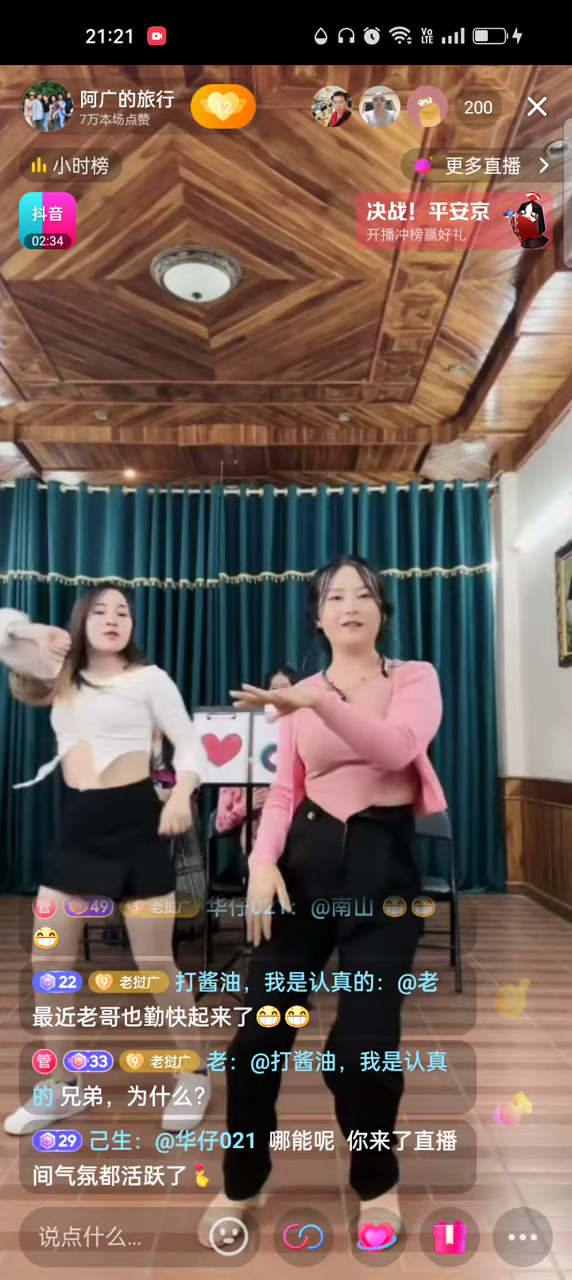 21:21
Vo
LTE
阿广的旅行
7万本场点赞
12
200
小时榜
更多直播
抖音
02:34
决战！平安京
开播冲榜赢好礼
管 49 老挝广 华仔021：@南山 😁😁
😁
22 9 老挝广 打酱油，我是认真的：@老
最近老哥也勤快起来了😁😁
管 33 9 老挝广 老：@打酱油，我是认真
的 兄弟，为什么？
29 己生：@华仔021 哪能呢 你来了直播
间气氛都活跃了
说点什么...